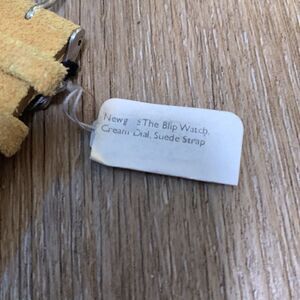 The Blip Watch,
Cream Dial, Suede Strap